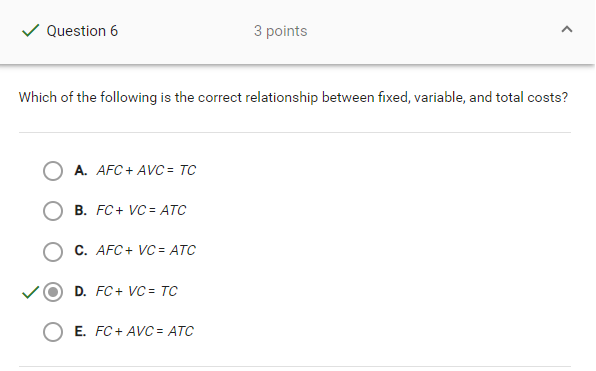 Question 6
3 points
Which of the following is the correct relationship between fixed, variable, and total costs?
A. AFC + AVC = TC
B. FC + VC = ATC
C. AFC + VC = ATC
D. FC + VC = TC
E. FC + AVC = ATC